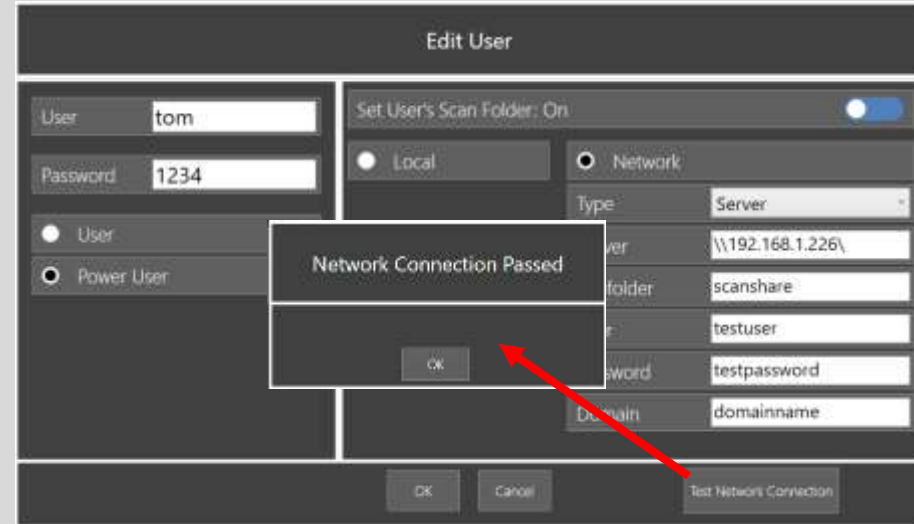 Edit User
User tom
Password 1234
User
Power User
Set User's Scan Folder: On
Local
Network
Type Server
\\192.168.1.226\
folder scanshare
testuser
testpassword
Domain domainname
Network Connection Passed
OK
OK Cancel Test Network Connection